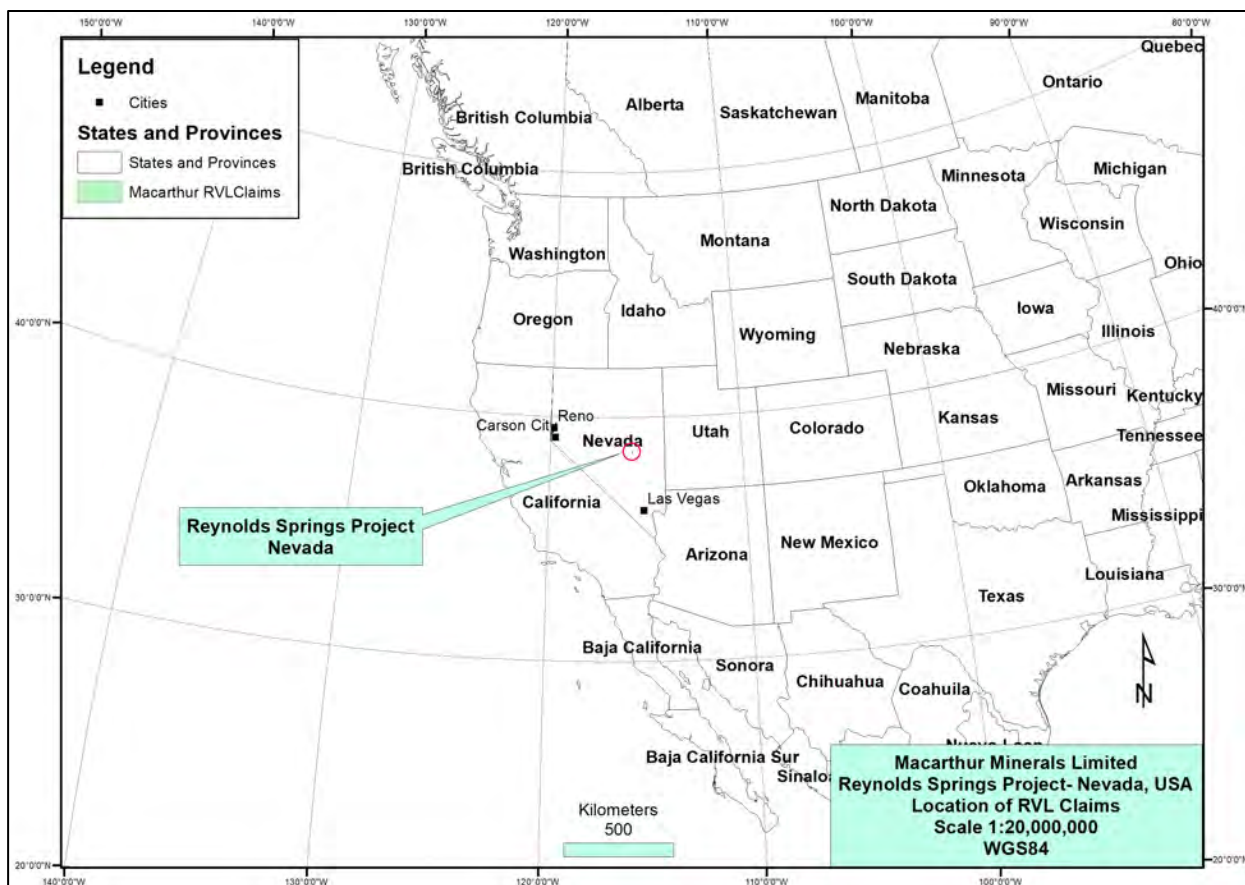 150°0'0"W
140°0'0"W
130°0'0"W
120°0'0"W
110°0'0"W
100°0'0"W
90°0'0"W
80°0'0"W
Legend
Cities
States and Provinces
States and Provinces
Macarthur RVLClaims
Quebec
Ontario
Manitoba
Alberta
Saskatchewan
British Columbia
British Columbia
Michigan
Minnesota
North Dakota
Wisconsin
Montana
Washington
South Dakota
Ohio
Iowa
Idaho
Oregon
Wyoming
Illinois
Nebraska
40°0'0"N
40°0'0"N
Missouri
Kentucky
Kansas
Reno
Carson Cit
Nevada
Utah
Colorado
Tennessee
Arkansas
Oklahoma
Las Vegas
California
Mississippi
Reynolds Springs Project
Nevada
Arizona
New Mexico
Louisiana
Texas
30°0'0"N
30°0'0"N
Baja California
Sonora
Chihuahua
Coahuila
N
Baja California Sur
Sinaloa
Kilometers
500
Macarthur Minerals Limited
Reynolds Springs Project- Nevada, USA
Location of RVL Claims
Scale 1:20,000,000
WGS84
20°0'0"N
20°0'0"N
140°0'0"W
130°0'0"W
120°0'0"W
110°0'0"W
100°0'0"W
90°0'0"W